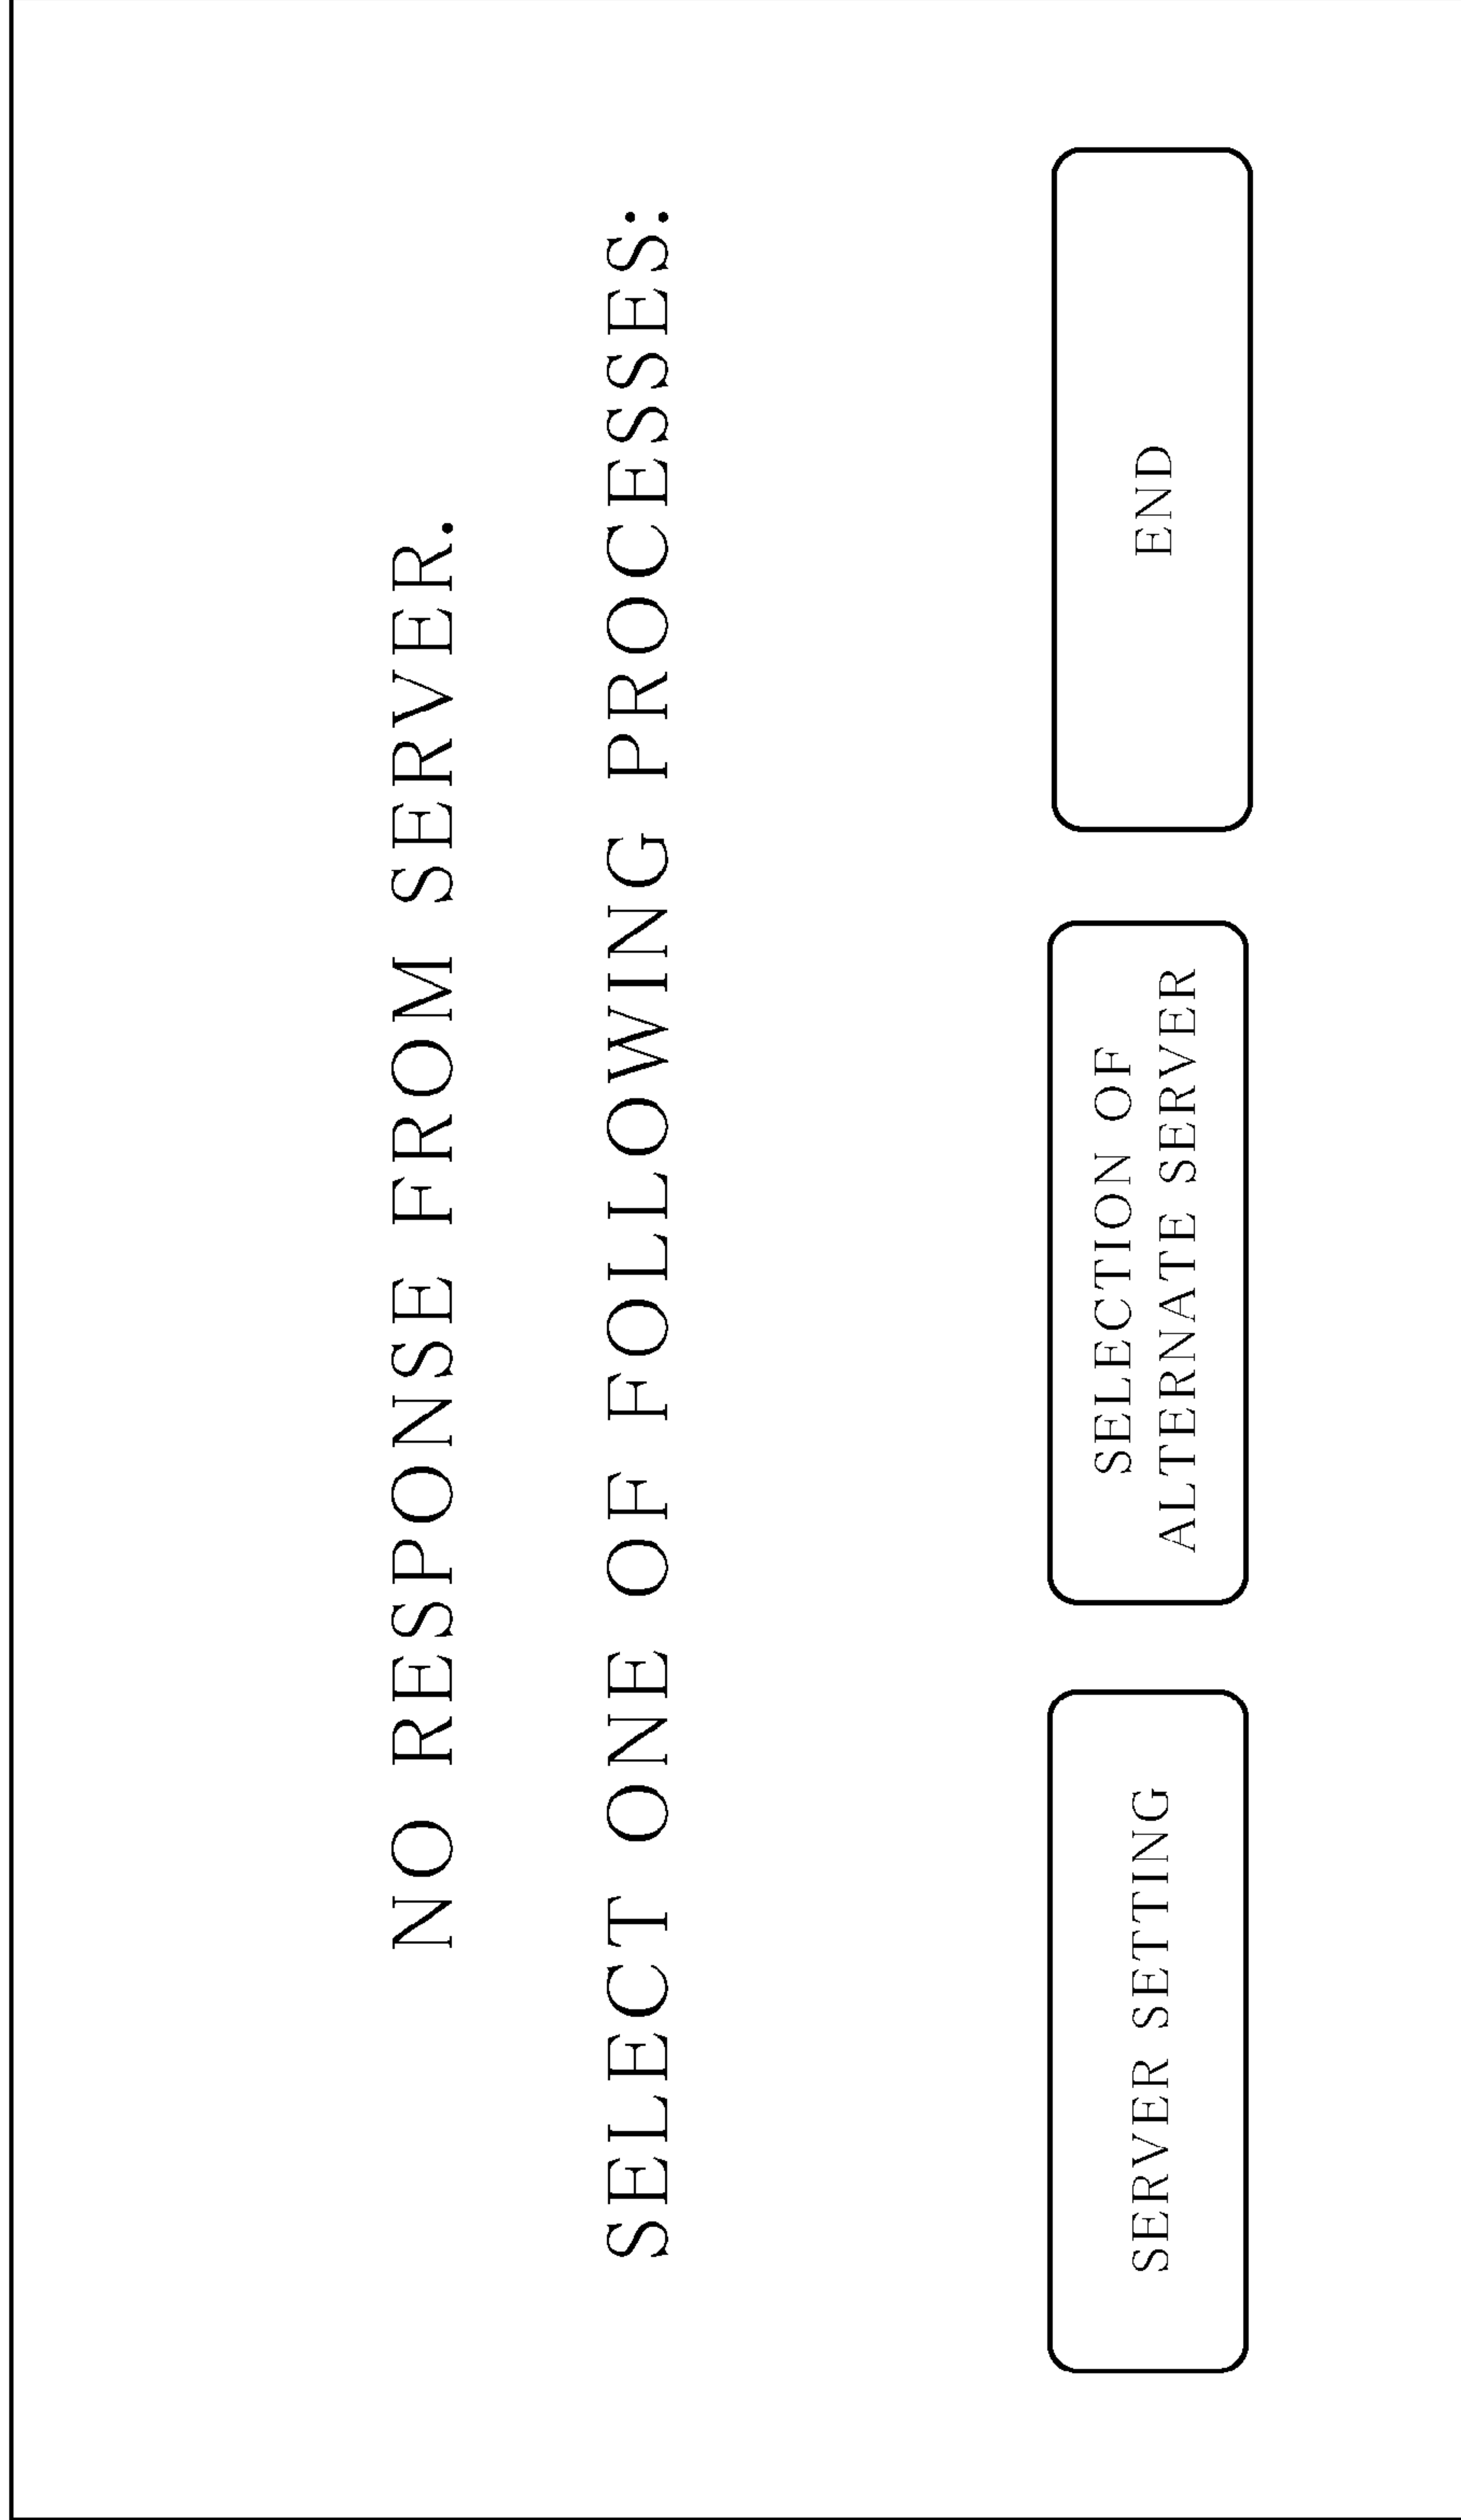 NO RESPONSE FROM SERVER.
SELECT ONE OF FOLLOWING PROCESSES:
SERVER SETTING
SELECTION OF
ALTERNATE SERVER
END